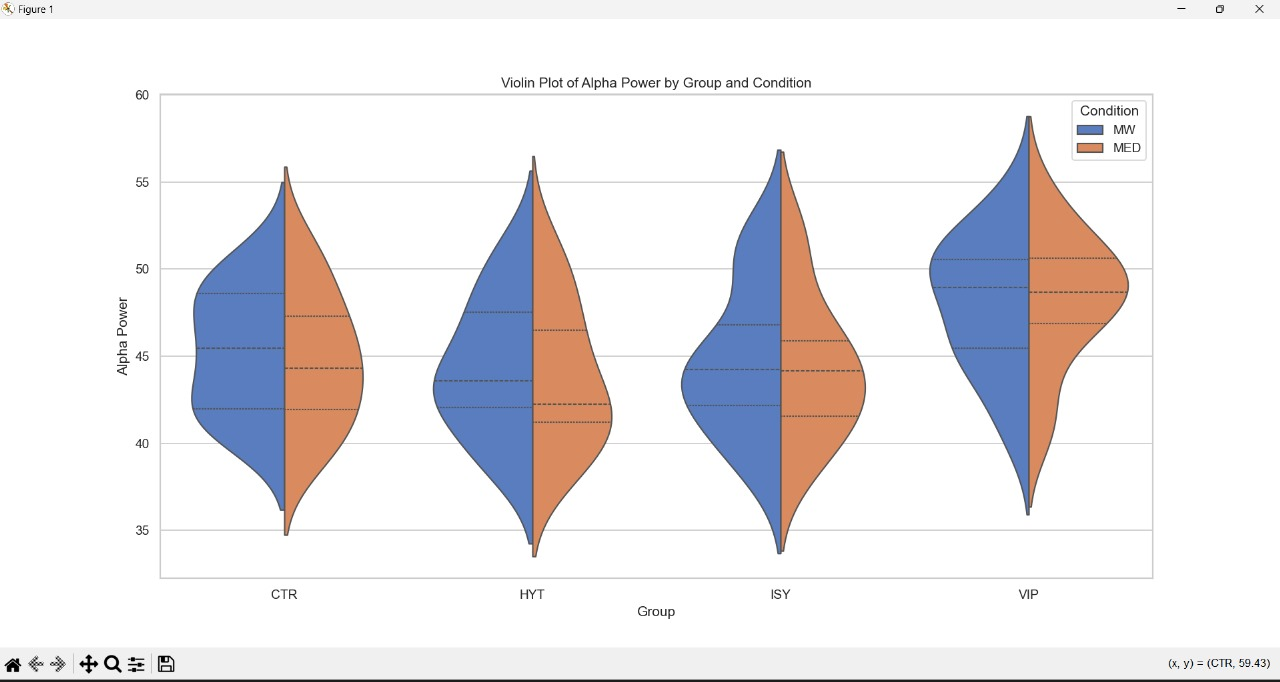 Figure 1
Violin Plot of Alpha Power by Group and Condition
60
55
50
45
40
35
Alpha Power
Condition
MW
MED
CTR
HYT
ISY
VIP
Group
(x, y) = (CTR, 59.43)